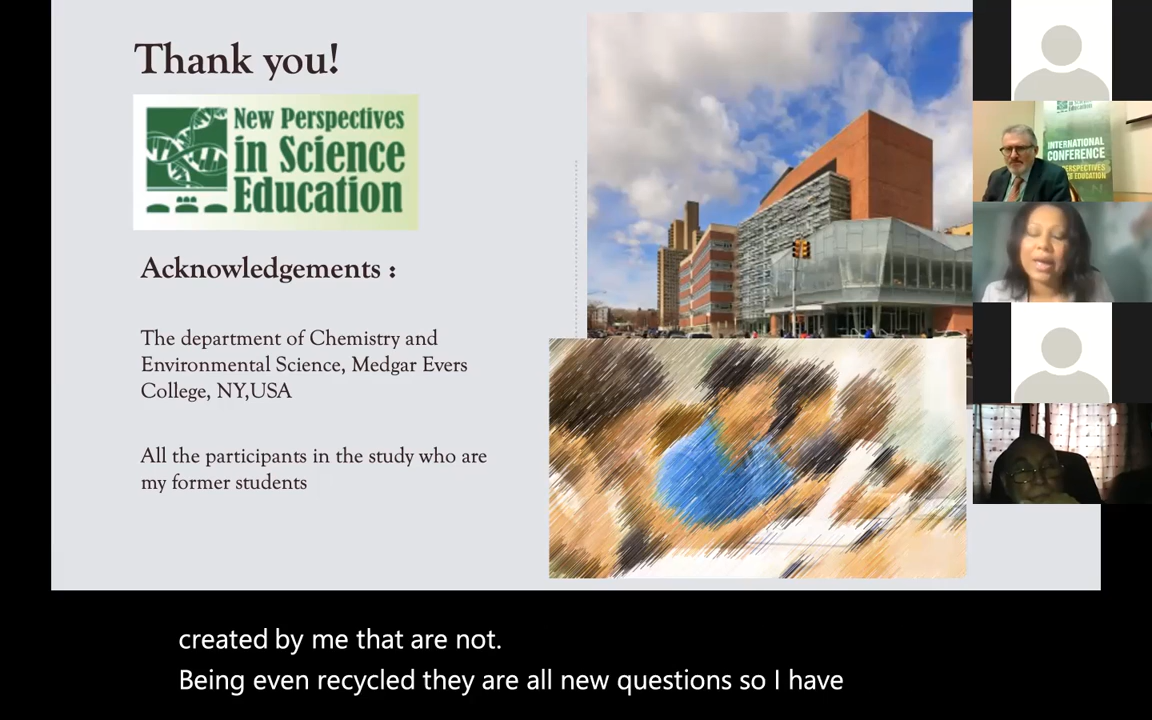 Thank you!
New Perspectives
in Science
Education
Acknowledgements :
The department of Chemistry and
Environmental Science, Medgar Evers
College, NY,USA
All the participants in the study who are
my former students
INTERNATIONAL
CONFERENCE
created by me that are not.
Being even recycled they are all new questions so I have